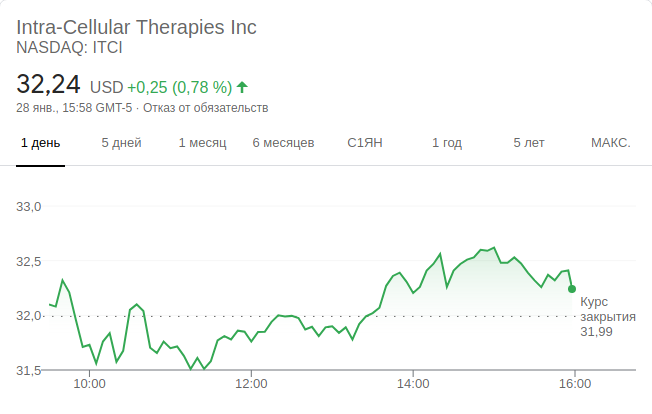 Intra-Cellular Therapies Inc
NASDAQ: ITCI
32,24 USD +0,25 (0,78 %)
28 янв., 15:58 GMT-5 · Отказ от обязательств
1 день 5 дней 1 месяц 6 месяцев С1ЯН 1 год 5 лет МАКС.
33,0
32,5
32,0
31,5
Курс
закрытия
31,99
10:00 12:00 14:00 16:00